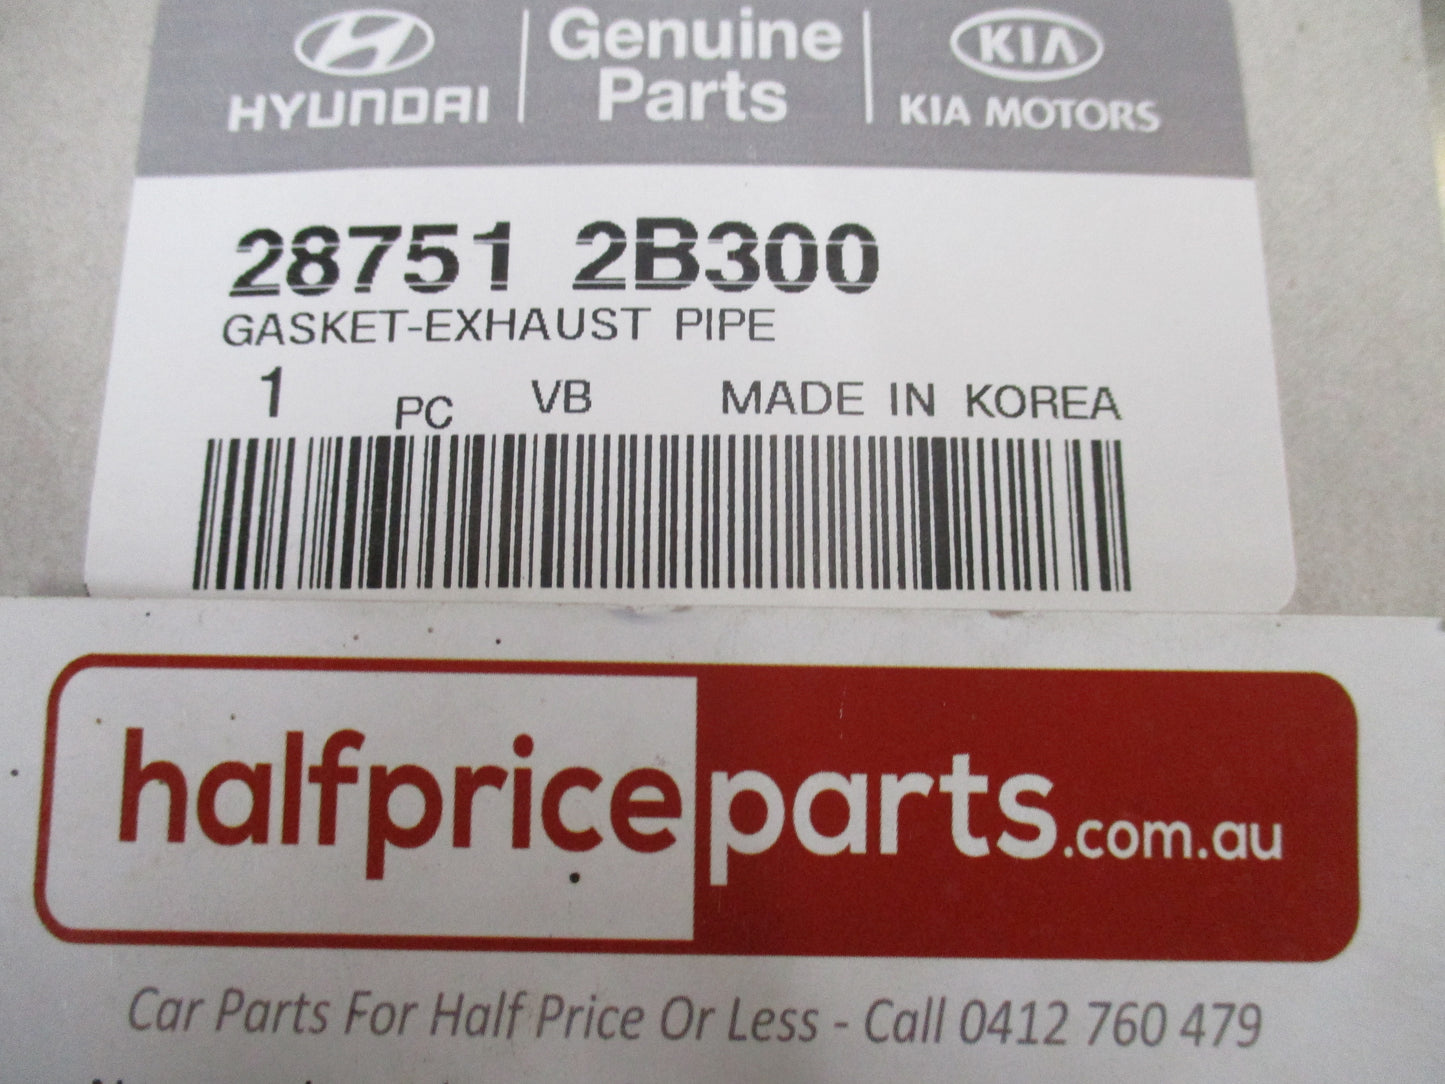 HYUNDAI
Genuine
Parts
KIA
KIA MOTORS
28751 2B300
GASKET-EXHAUST PIPE
1 PC VB MADE IN KOREA
halfpriceparts.com.au
Car Parts For Half Price Or Less - Call 0412 760 479